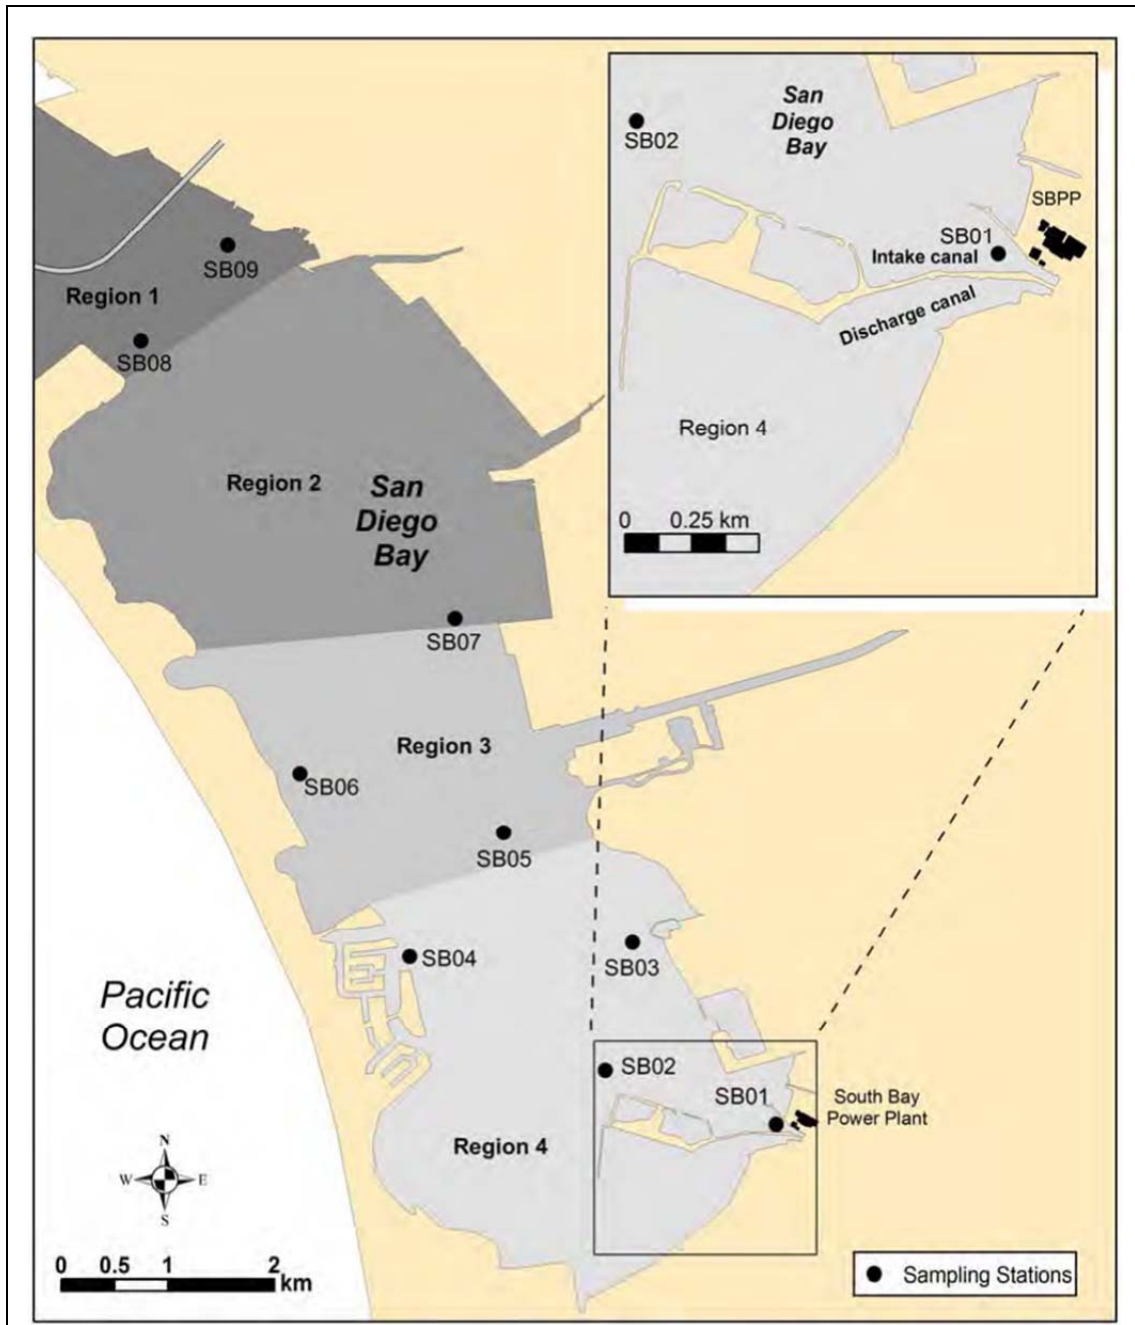 San
Diego
Bay
SB02
SBPP
SB01
Intake canal
Discharge canal
Region 4
0 0.25 km
SB09
Region 1
SB08
Region 2
San
Diego
Bay
SB07
Region 3
SB06
SB05
SB04
SB03
Pacific
Ocean
SB02
SB01
South Bay
Power Plant
Region 4
N
W E
S
0 0.5 1 2
km
Sampling Stations